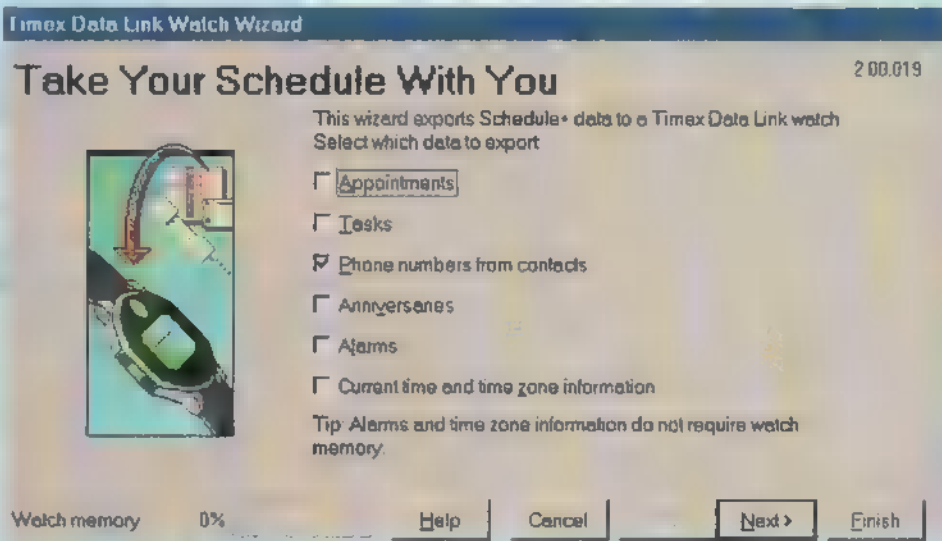 Timex Data Link Watch Wizard
Take Your Schedule With You
2.00.019
This wizard exports Schedule+ data to a Timex Data Link watch
Select which data to export
Appointments
Tasks
Phone numbers from contacts
Anniversaries
Alarms
Current time and time zone information
Tip: Alarms and time zone information do not require watch
memory.
Watch memory 0% Help Cancel Next > Finish